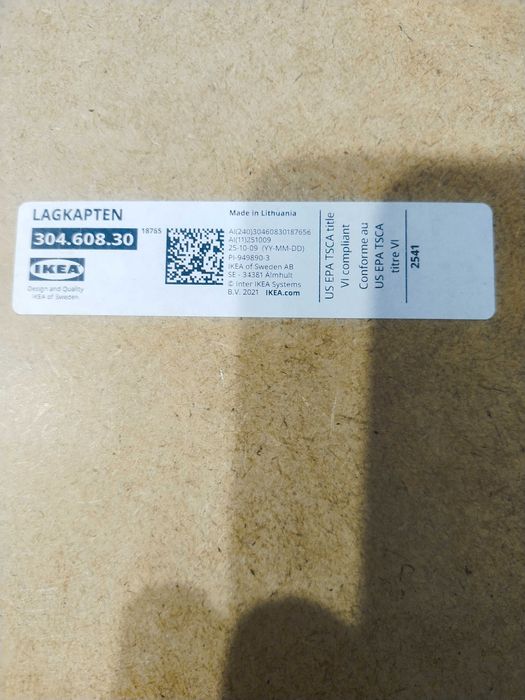 LAGKAPTEN
304.608.30
18765
IKEA
Design and Quality
IKEA of Sweden
Made in Lithuania
AI(240)30460830187656
AI(11)251009
25-10-09 (YY-MM-DD)
PI-949890-3
IKEA of Sweden AB
SE - 34381 Älmhult
© Inter IKEA Systems
B.V. 2021 IKEA.com
US EPA TSCA title
VI compliant
Conforme au
US EPA TSCA
titre VI
2541